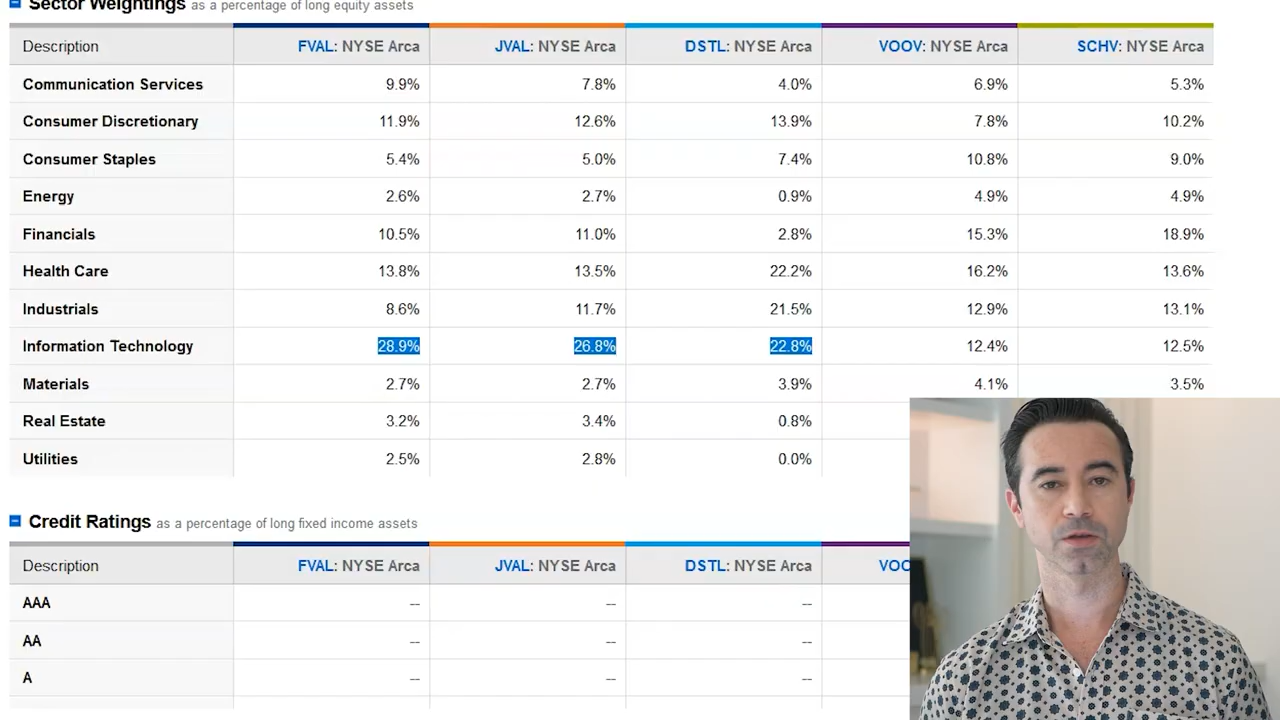 Sector Weightings as a percentage of long equity assets
Description FVAL: NYSE Arca JVAL: NYSE Arca DSTL: NYSE Arca VOOV: NYSE Arca SCHV: NYSE Arca
Communication Services 9.9% 7.8% 4.0% 6.9% 5.3%
Consumer Discretionary 11.9% 12.6% 13.9% 7.8% 10.2%
Consumer Staples 5.4% 5.0% 7.4% 10.8% 9.0%
Energy 2.6% 2.7% 0.9% 4.9% 4.9%
Financials 10.5% 11.0% 2.8% 15.3% 18.9%
Health Care 13.8% 13.5% 22.2% 16.2% 13.6%
Industrials 8.6% 11.7% 21.5% 12.9% 13.1%
Information Technology 28.9% 26.8% 22.8% 12.4% 12.5%
Materials 2.7% 2.7% 3.9% 4.1% 3.5%
Real Estate 3.2% 3.4% 0.8%
Utilities 2.5% 2.8% 0.0%
Credit Ratings as a percentage of long fixed income assets
Description FVAL: NYSE Arca JVAL: NYSE Arca DSTL: NYSE Arca VOO
AAA -- -- --
AA -- -- --
A -- -- --